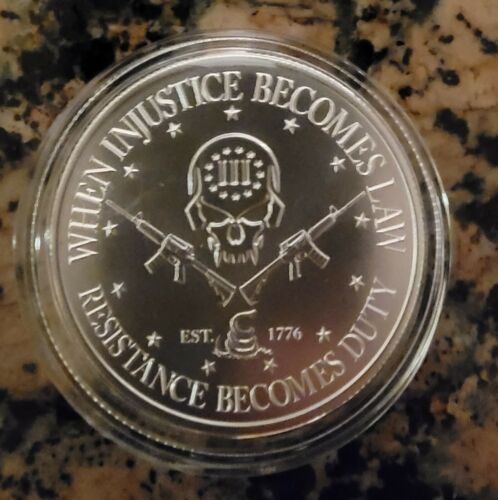 WHEN INJUSTICE BECOMES LAW
III
EST. 1776
RESISTANCE BECOMES DUTY